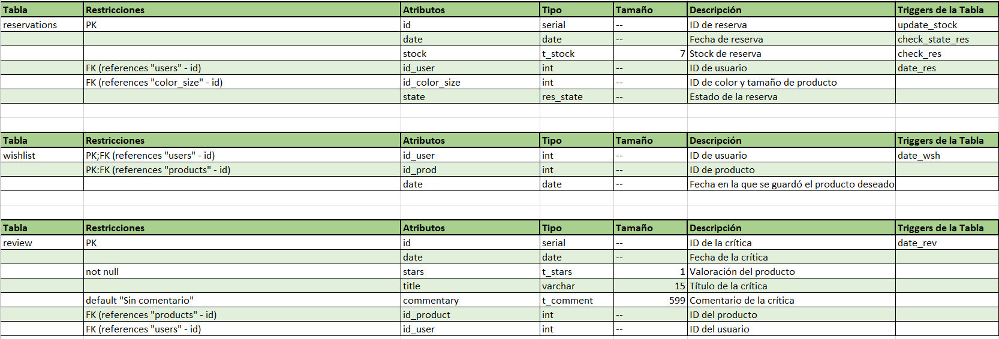 Tabla Restricciones Atributos Tipo Tamaño Descripción Triggers de la Tabla
reservations PK id serial -- ID de reserva update_stock
date date -- Fecha de reserva check_state_res
stock t_stock 7 Stock de reserva check_res
FK (references "users" - id) id_user int -- ID de usuario date_res
FK (references "color_size" - id) id_color_size int -- ID de color y tamaño de producto
state res_state -- Estado de la reserva
Tabla Restricciones Atributos Tipo Tamaño Descripción Triggers de la Tabla
wishlist PK;FK (references "users" - id) id_user int -- ID de usuario date_wsh
PK:FK (references "products" - id) id_prod int -- ID de producto
date date -- Fecha en la que se guardó el producto deseado
Tabla Restricciones Atributos Tipo Tamaño Descripción Triggers de la Tabla
review PK id serial -- ID de la crítica date_rev
date date -- Fecha de la crítica
not null stars t_stars 1 Valoración del producto
title varchar 15 Título de la crítica
default "Sin comentario" commentary t_comment 599 Comentario de la crítica
FK (references "products" - id) id_product int -- ID del producto
FK (references "users" - id) id_user int -- ID del usuario